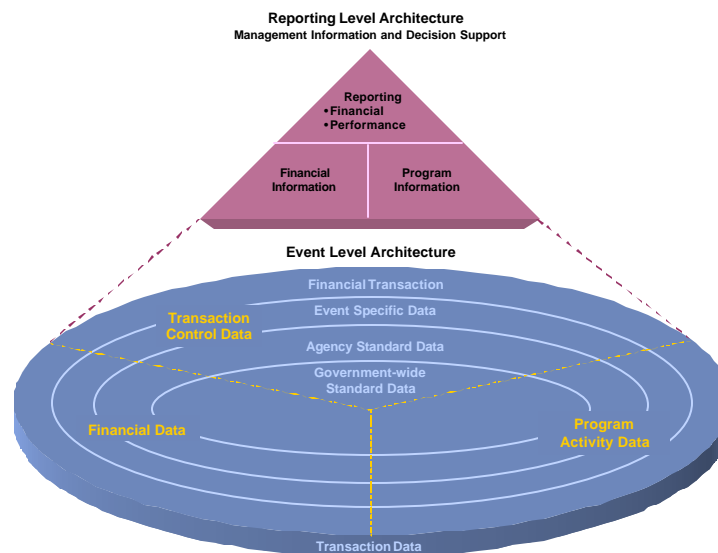 Reporting Level Architecture
Management Information and Decision Support
Reporting
•Financial
•Performance
Financial
Information
Program
Information
Event Level Architecture
Financial Transaction
Event Specific Data
Transaction
Control Data
Agency Standard Data
Government-wide
Standard Data
Financial Data
Program
Activity Data
Transaction Data